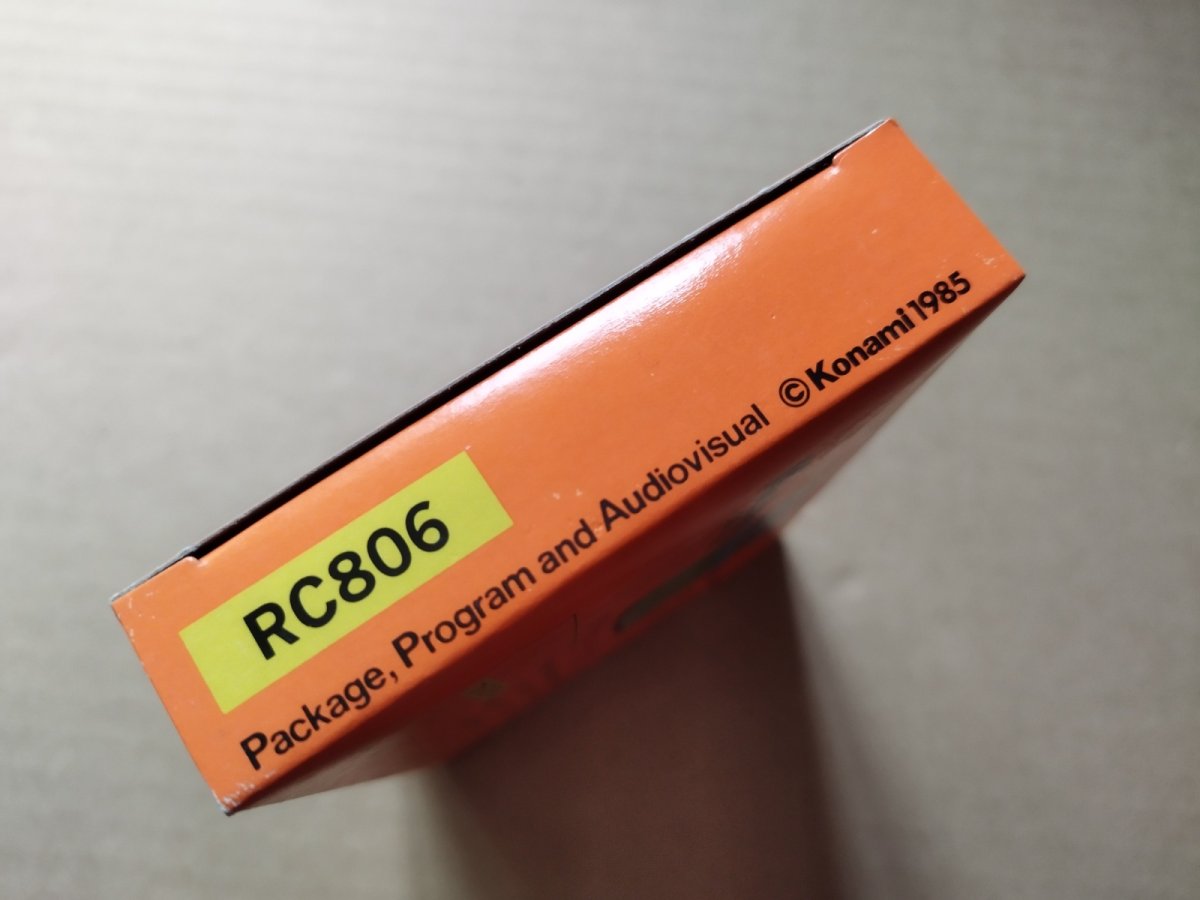 RC806
Package, Program and Audiovisual ©Konami 1985